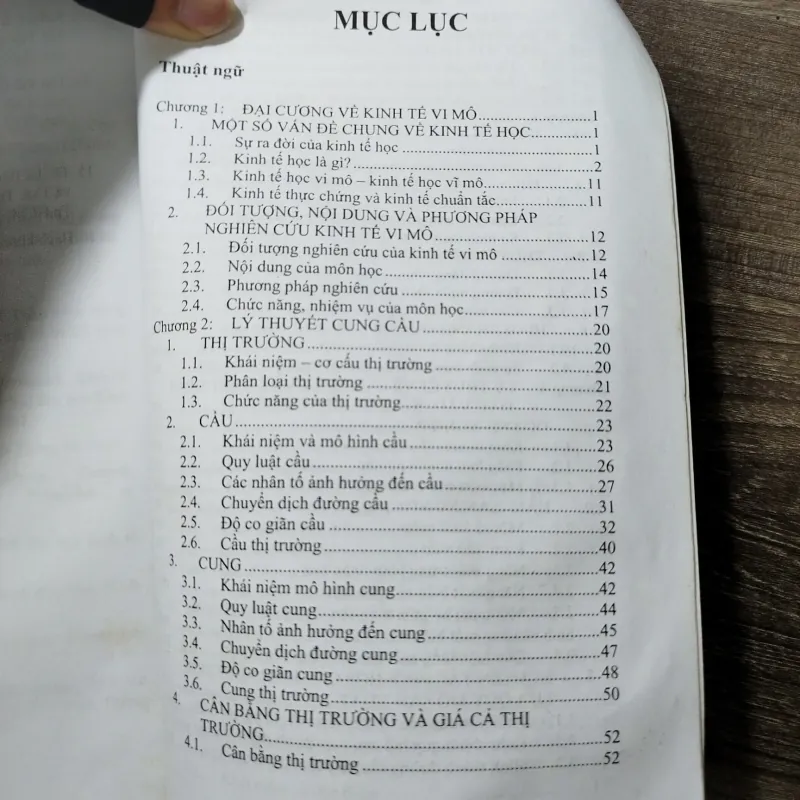 MỤC LỤC
Thuật ngữ
Chương 1: ĐẠI CƯƠNG VỀ KINH TẾ VI MÔ.....1
1. MỘT SỐ VẤN ĐỀ CHUNG VỀ KINH TẾ HỌC.....1
1.1. Sự ra đời của kinh tế học.....1
1.2. Kinh tế học là gì?.....2
1.3. Kinh tế học vi mô – kinh tế học vĩ mô.....11
1.4. Kinh tế thực chứng và kinh tế chuẩn tắc.....11
2. ĐỐI TƯỢNG, NỘI DUNG VÀ PHƯƠNG PHÁP
NGHIÊN CỨU KINH TẾ VI MÔ.....12
2.1. Đối tượng nghiên cứu của kinh tế vi mô.....12
2.2. Nội dung của môn học.....14
2.3. Phương pháp nghiên cứu.....15
2.4. Chức năng, nhiệm vụ của môn học.....17
Chương 2: LÝ THUYẾT CUNG CẦU.....20
1. THỊ TRƯỜNG.....20
1.1. Khái niệm – cơ cấu thị trường.....20
1.2. Phân loại thị trường.....21
1.3. Chức năng của thị trường.....22
2. CẦU.....23
2.1. Khái niệm và mô hình cầu.....23
2.2. Quy luật cầu.....26
2.3. Các nhân tố ảnh hưởng đến cầu.....27
2.4. Chuyển dịch đường cầu.....31
2.5. Độ co giãn cầu.....32
2.6. Cầu thị trường.....40
3. CUNG.....42
3.1. Khái niệm mô hình cung.....42
3.2. Quy luật cung.....44
3.3. Nhân tố ảnh hưởng đến cung.....45
3.4. Chuyển dịch đường cung.....47
3.5. Độ co giãn cung.....48
3.6. Cung thị trường.....50
4. CÂN BẰNG THỊ TRƯỜNG VÀ GIÁ CẢ THỊ
TRƯỜNG.....52
4.1. Cân bằng thị trường.....52